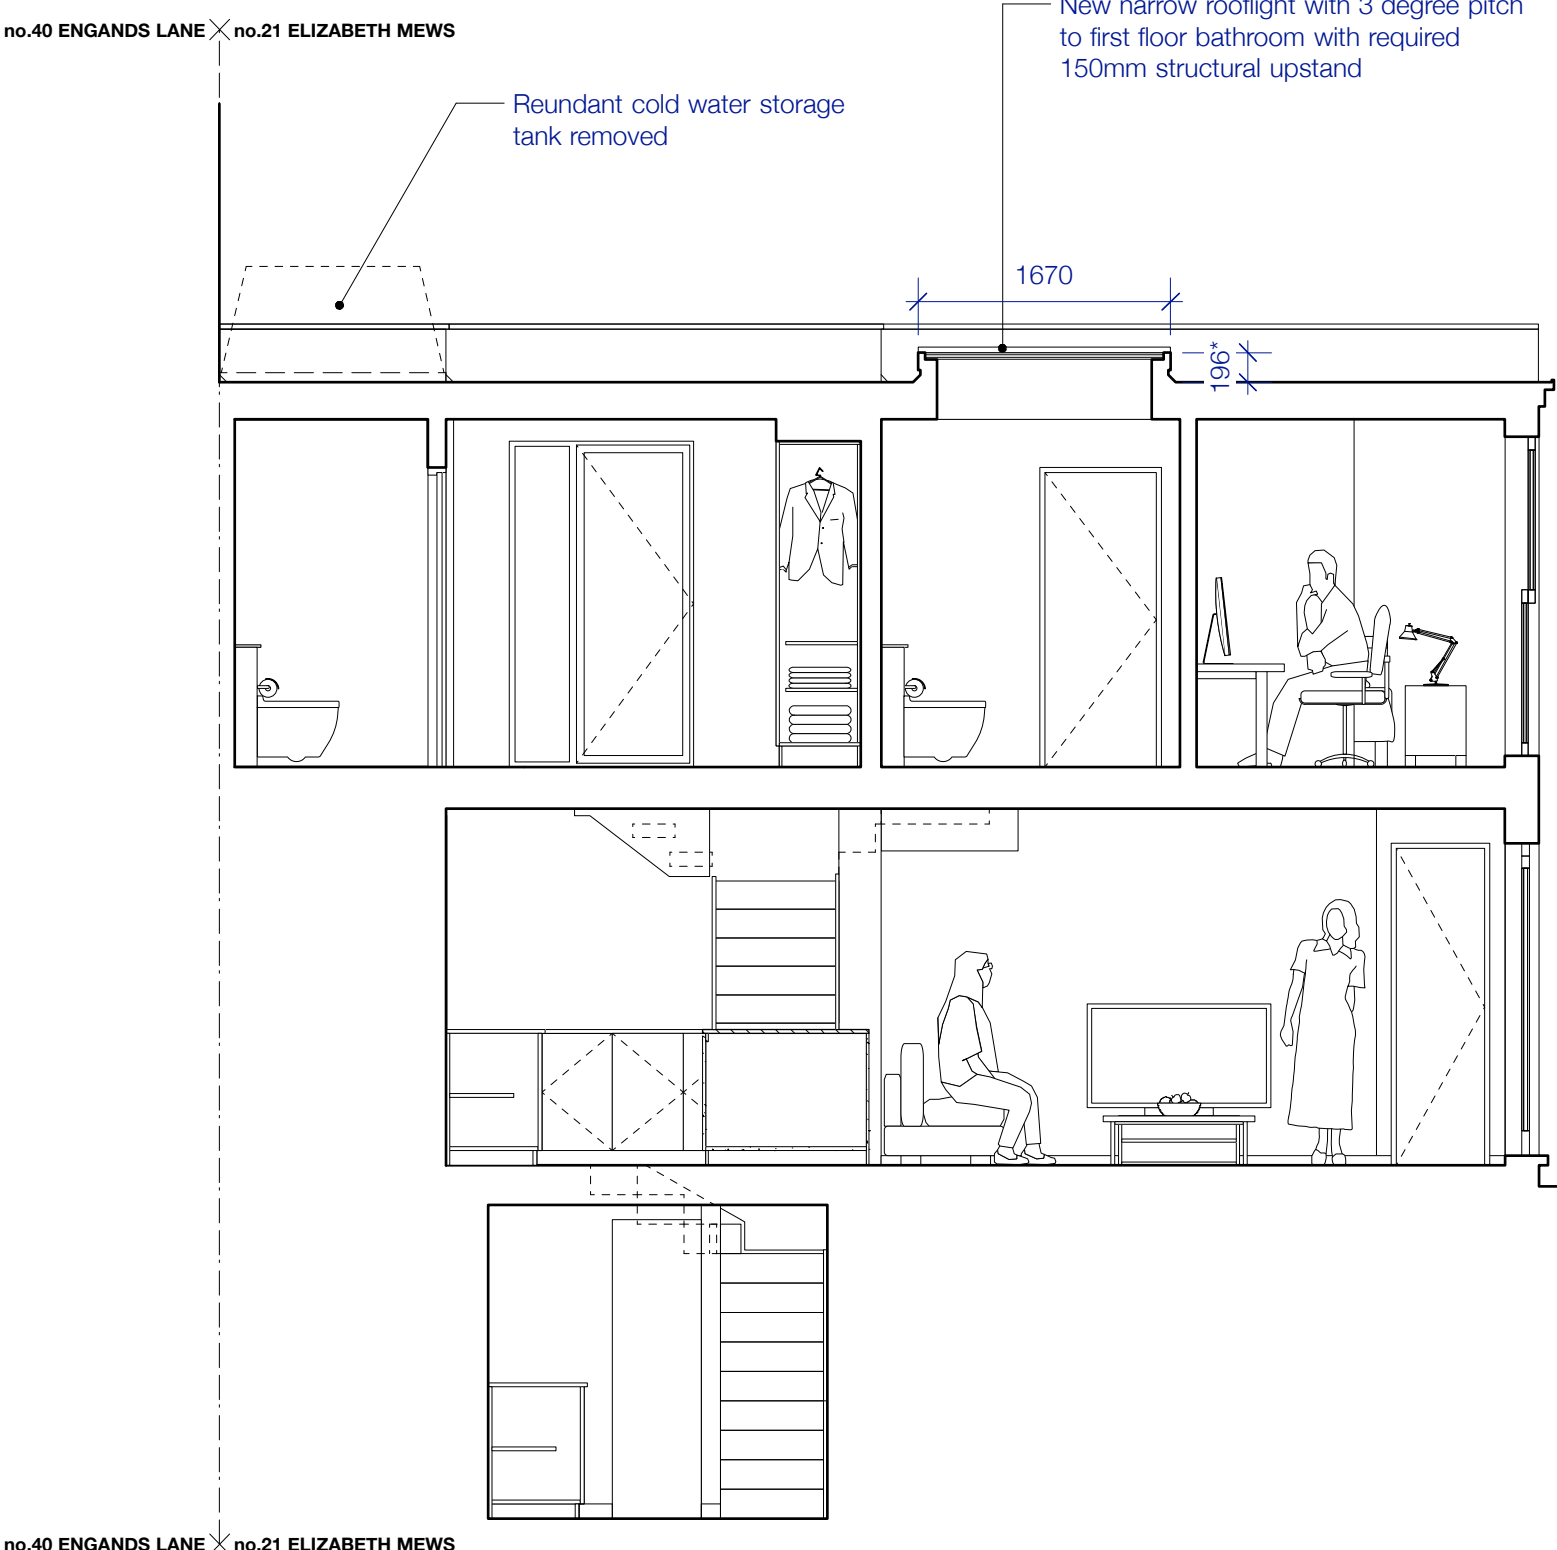 New narrow rooflight with 3 degree pitch
to first floor bathroom with required
150mm structural upstand
no.40 ENGANDS LANE no.21 ELIZABETH MEWS
Reundant cold water storage
tank removed
1670
196*
no.40 ENGANDS LANE no.21 ELIZABETH MEWS